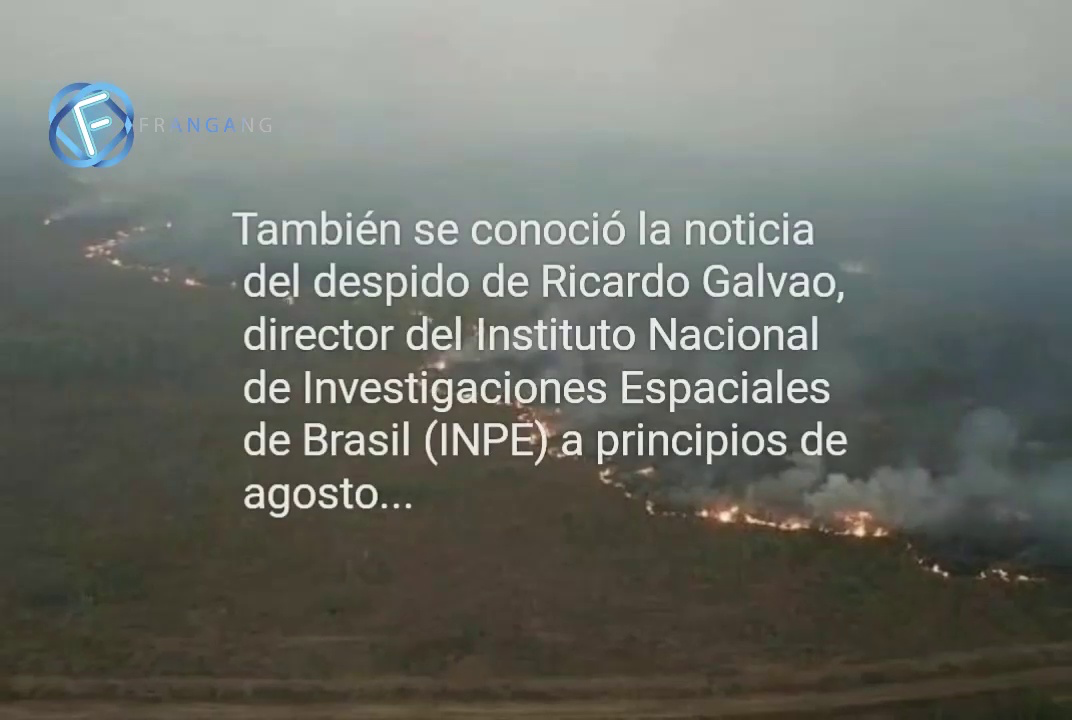 FRANGANG
También se conoció la noticia
del despido de Ricardo Galvao,
director del Instituto Nacional
de Investigaciones Espaciales
de Brasil (INPE) a principios de
agosto...